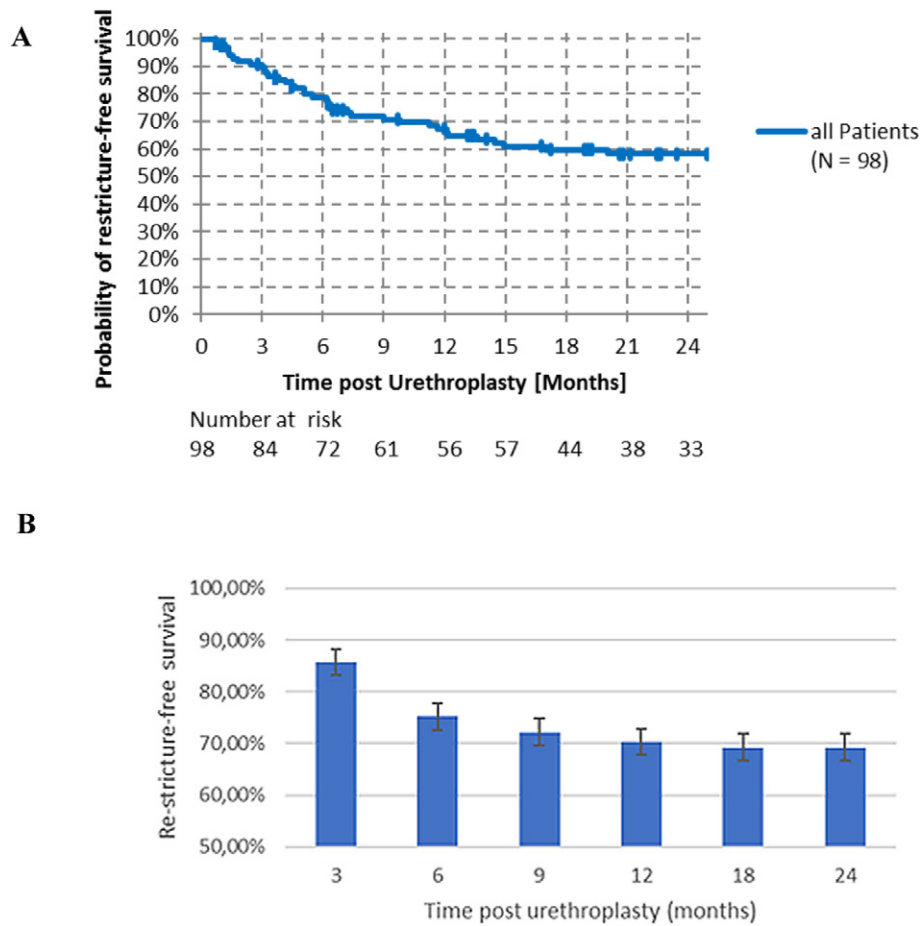 A
Probability of restricture-free survival
100%
90%
80%
70%
60%
50%
40%
30%
20%
10%
0%
0 3 6 9 12 15 18 21 24
Time post Urethroplasty [Months]
all Patients
(N = 98)
Number at risk
98 84 72 61 56 57 44 38 33
B
Re-stricture-free survival
100,00%
90,00%
80,00%
70,00%
60,00%
50,00%
3 6 9 12 18 24
Time post urethroplasty (months)